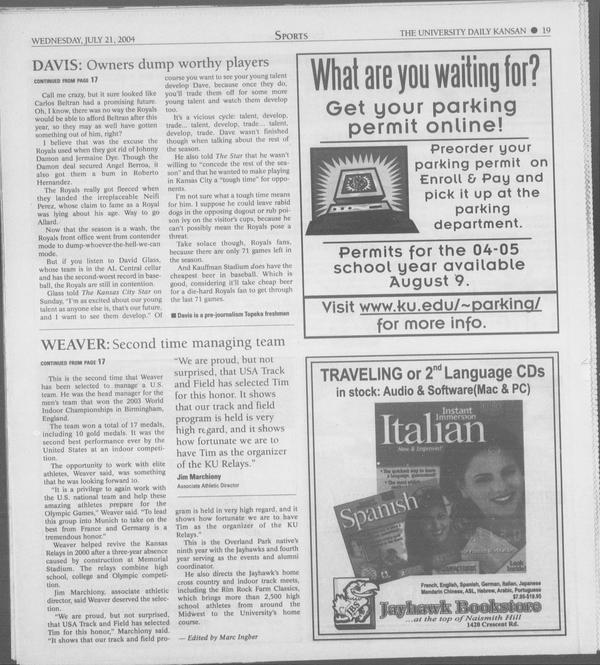 WEDNESDAY, JULY 21, 2004
SPORTS
THE UNIVERSITY DAILY KANSAN ● 19
DAVIS: Owners dump worthy players
CONTINUED FROM PAGE 17
Call me crazy, but it sure looked like
Carlos Beltran had a promising future.
Oh, I know, there was no way the Royals
would be able to afford Beltran after this
year, so they may as well have gotten
something out of him, right?
I believe that was the excuse the
Royals used when they got rid of Johnny
Damon and Jermaine Dye. Though the
Damon deal secured Angel Berroa, it
also got them a bum in Roberto
Hernandez.
The Royals really got fleeced when
they landed the irreplaceable Neifi
Perez, whose claim to fame as a Royal
was lying about his age. Way to go
Allard.
Now that the season is a wash, the
Royals front office went from contender
mode to dump-whoever-the-hell-we-can
mode.
But if you listen to David Glass,
whose team is in the AL Central cellar
and has the second-worst record in base-
ball, the Royals are still in contention.
Glass told The Kansas City Star on
Sunday, "I'm as excited about our young
talent as anyone else is, that's our future,
and I want to see them develop." Of
course you want to see your young talent
develop Dave, because once they do,
you'll trade them off for some more
young talent and watch them develop
too.
It's a vicious cycle: talent, develop,
trade... talent, develop, trade... talent,
develop, trade. Dave wasn't finished
though when talking about the rest of
the season.
He also told The Star that he wasn't
willing to "concede the rest of the sea-
son" and that he wanted to make playing
in Kansas City a "tough time" for oppo-
nents.
I'm not sure what a tough time means
for him. I suppose he could leave rabid
dogs in the opposing dugout or rub poi-
son ivy on the visitor's cups, because he
can't possibly mean the Royals pose a
threat.
Take solace though, Royals fans,
because there are only 71 games left in
the season.
And Kauffman Stadium does have the
cheapest beer in baseball. Which is
good, considering it'll take cheap beer
for a die-hard Royals fan to get through
the last 71 games.
■ Davis is a pre-journalism Topeka freshman
What are you waiting for?
Get your parking
permit online!
Preorder your
parking permit on
Enroll & Pay and
pick it up at the
parking
department.
Permits for the 04-05
school year available
August 9.
Visit www.ku.edu/~parking/
for more info.
WEAVER: Second time managing team
CONTINUED FROM PAGE 17
This is the second time that Weaver
has been selected to manage a U.S.
team. He was the head manager for the
men's team that won the 2003 World
Indoor Championships in Birmingham,
England.
The team won a total of 17 medals,
including 10 gold medals. It was the
second best performance ever by the
United States at an indoor competi-
tion.
The opportunity to work with elite
athletes, Weaver said, was something
that he was looking forward to.
"It is a privilege to again work with
the U.S. national team and help these
amazing athletes prepare for the
Olympic Games," Weaver said. "To lead
this group into Munich to take on the
best from France and Germany is a
tremendous honor."
Weaver helped revive the Kansas
Relays in 2000 after a three-year absence
caused by construction at Memorial
Stadium. The relays combine high
school, college and Olympic competi-
tion.
Jim Marchiony, associate athletic
director, said Weaver deserved the selec-
tion.
"We are proud, but not surprised,
that USA Track and Field has selected
Tim for this honor," Marchiony said.
"It shows that our track and field pro-
"We are proud, but not
surprised, that USA Track
and Field has selected Tim
for this honor. It shows
that our track and field
program is held is very
high regard, and it shows
how fortunate we are to
have Tim as the organizer
of the KU Relays."
Jim Marchiony
Associate Athletic Director
gram is held in very high regard, and it
shows how fortunate we are to have
Tim as the organizer of the KU
Relays."
This is the Overland Park native's
ninth year with the Jayhawks and fourth
year serving as the events and alumni
coordinator.
He also directs the Jayhawk's home
cross country and indoor track meets,
including the Rim Rock Farm Classics,
which brings more than 2,500 high
school athletes from around the
Midwest to the University's home
course.
— Edited by Marc Ingber
TRAVELING or 2nd Language CDs
in stock: Audio & Software(Mac & PC)
Instant
Immersion
Italian
New & Improved!
Spanish
French, English, Spanish, German, Italian, Japanese
Mandarin Chinese, ASL, Hebrew, Arabic, Portuguese
$7.95-$19.95
Jayhawk Bookstore
...at the top of Naismith Hill
1420 Crescent Rd.